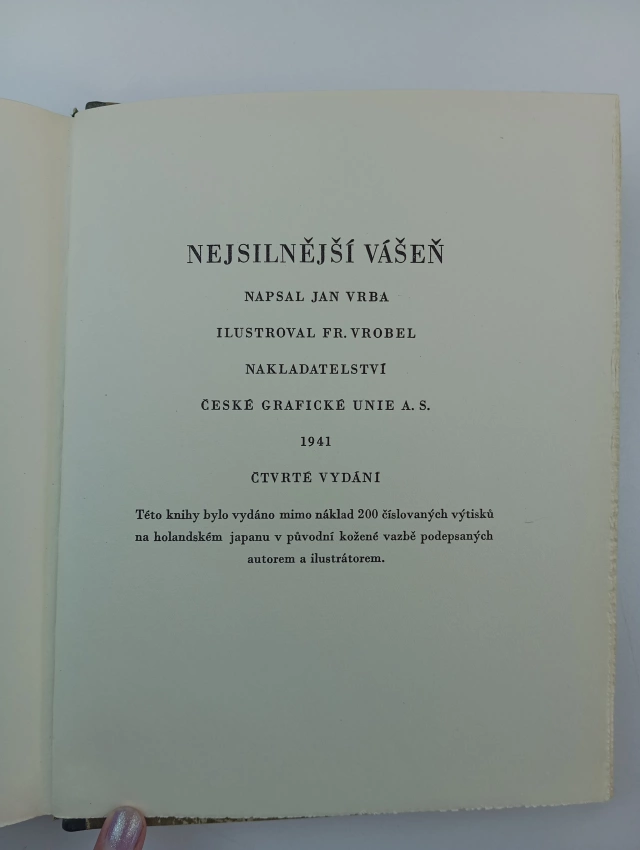 NEJSILNĚJŠÍ VÁŠEŇ
NAPSAL JAN VRBA
ILUSTROVAL FR. VROBEL
NAKLADATELSTVÍ
ČESKÉ GRAFICKÉ UNIE A. S.
1941
ČTVRTÉ VYDÁNÍ
Této knihy bylo vydáno mimo náklad 200 číslovaných výtisků
na holandském japanu v původní kožené vazbě podepsaných
autorem a ilustrátorem.